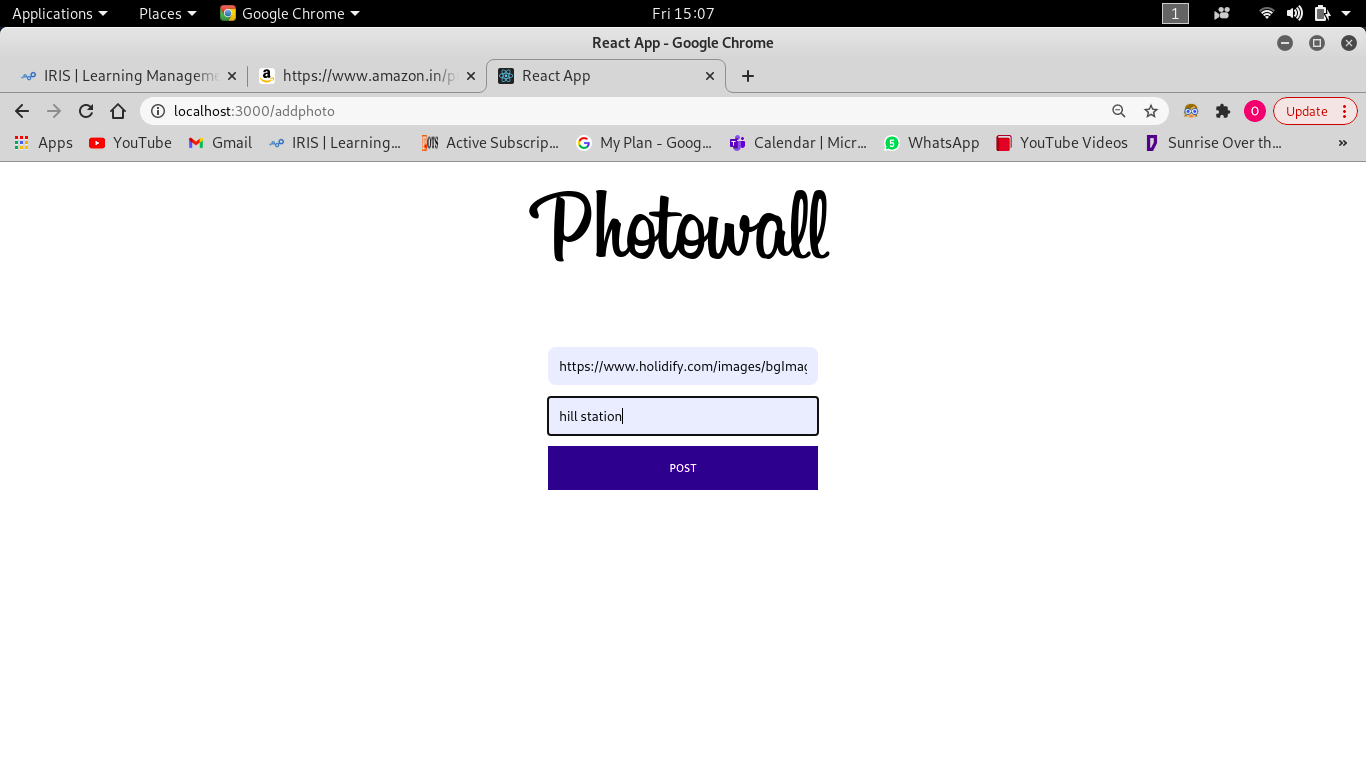 Applications Places Google Chrome Fri 15:07 1
React App - Google Chrome
IRIS | Learning Manageme https://www.amazon.in/p React App
localhost:3000/addphoto O Update
Apps YouTube Gmail IRIS | Learning... Active Subscrip... My Plan - Goog... Calendar | Micr... 5 WhatsApp YouTube Videos Sunrise Over th... »
Photowall
https://www.holidify.com/images/bgImag
hill station
POST